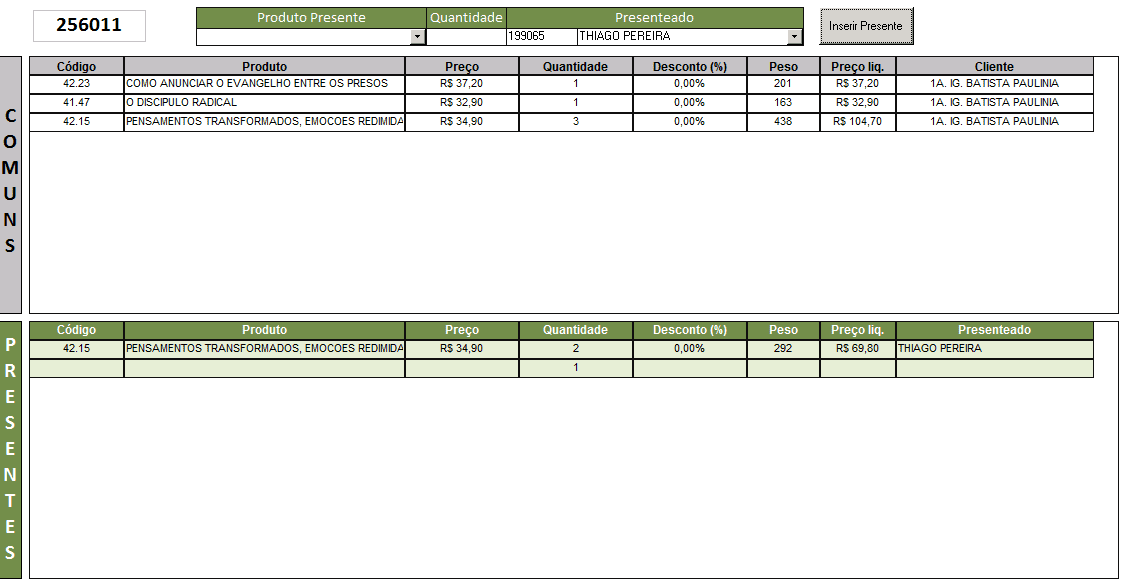 256011
Produto Presente Quantidade Presenteado
199065 THIAGO PEREIRA
Inserir Presente
COMUNS
Código Produto Preço Quantidade Desconto (%) Peso Preço liq. Cliente
42.23 COMO ANUNCIAR O EVANGELHO ENTRE OS PRESOS R$ 37,20 1 0,00% 201 R$ 37,20 1A. IG. BATISTA PAULINIA
41.47 O DISCIPULO RADICAL R$ 32,90 1 0,00% 163 R$ 32,90 1A. IG. BATISTA PAULINIA
42.15 PENSAMENTOS TRANSFORMADOS, EMOCOES REDIMIDA R$ 34,90 3 0,00% 438 R$ 104,70 1A. IG. BATISTA PAULINIA
PRESENTES
Código Produto Preço Quantidade Desconto (%) Peso Preço liq. Presenteado
42.15 PENSAMENTOS TRANSFORMADOS, EMOCOES REDIMIDA R$ 34,90 2 0,00% 292 R$ 69,80 THIAGO PEREIRA
1